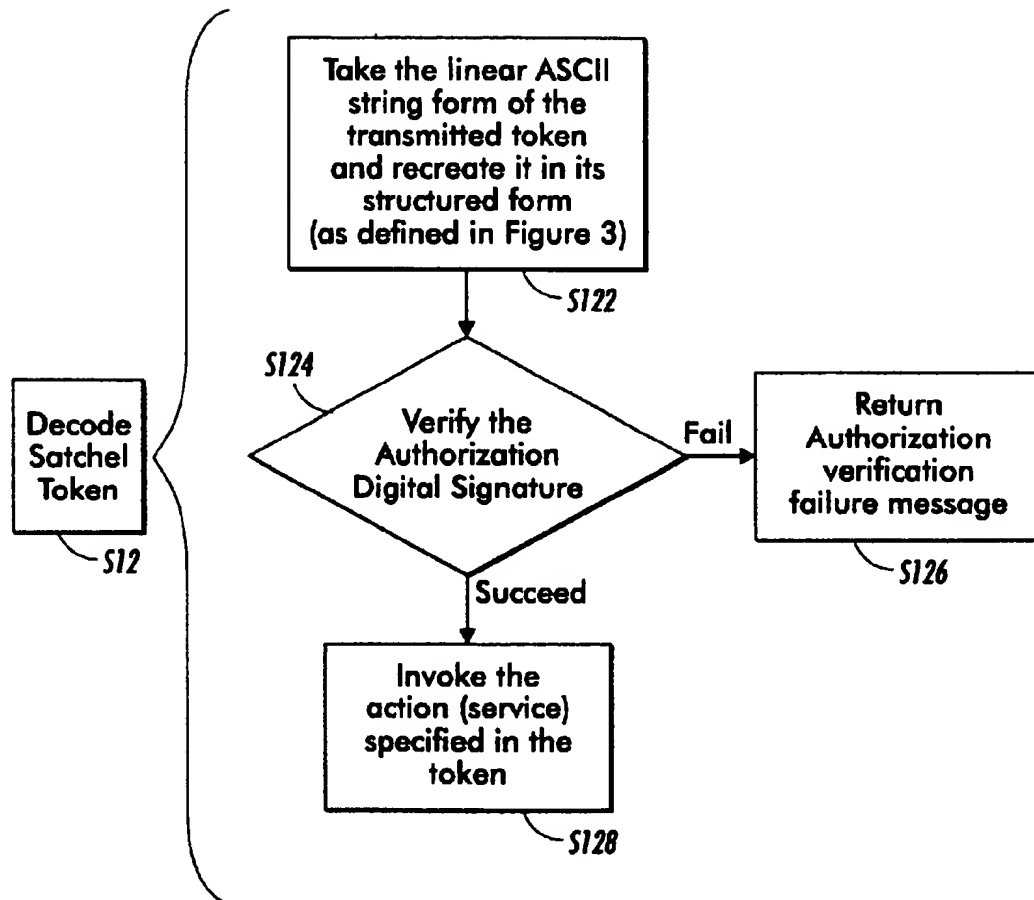 Take the linear ASCII
string form of the
transmitted token
and recreate it in its
structured form
(as defined in Figure 3)
S122
S124
Decode
Satchel
Token
S12
Verify the
Authorization
Digital Signature
Fail
Return
Authorization
verification
failure message
S126
Succeed
Invoke the
action (service)
specified in the
token
S128